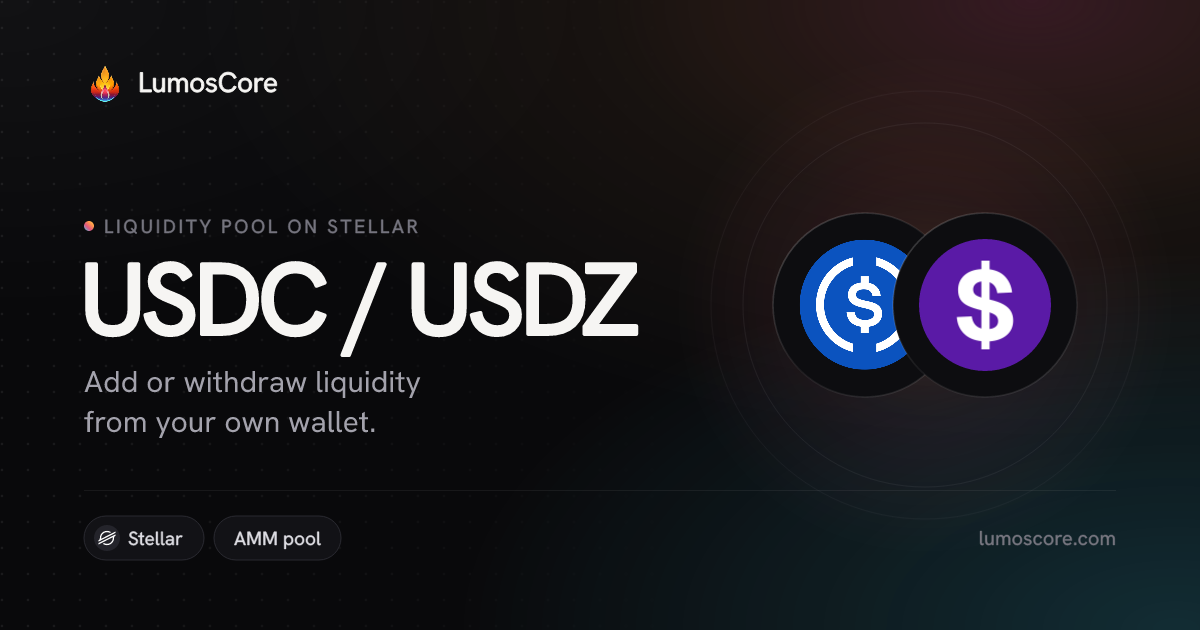 LumosCore
LIQUIDITY POOL ON STELLAR
USDC / USDZ
Add or withdraw liquidity
from your own wallet.
Stellar
AMM pool
lumoscore.com